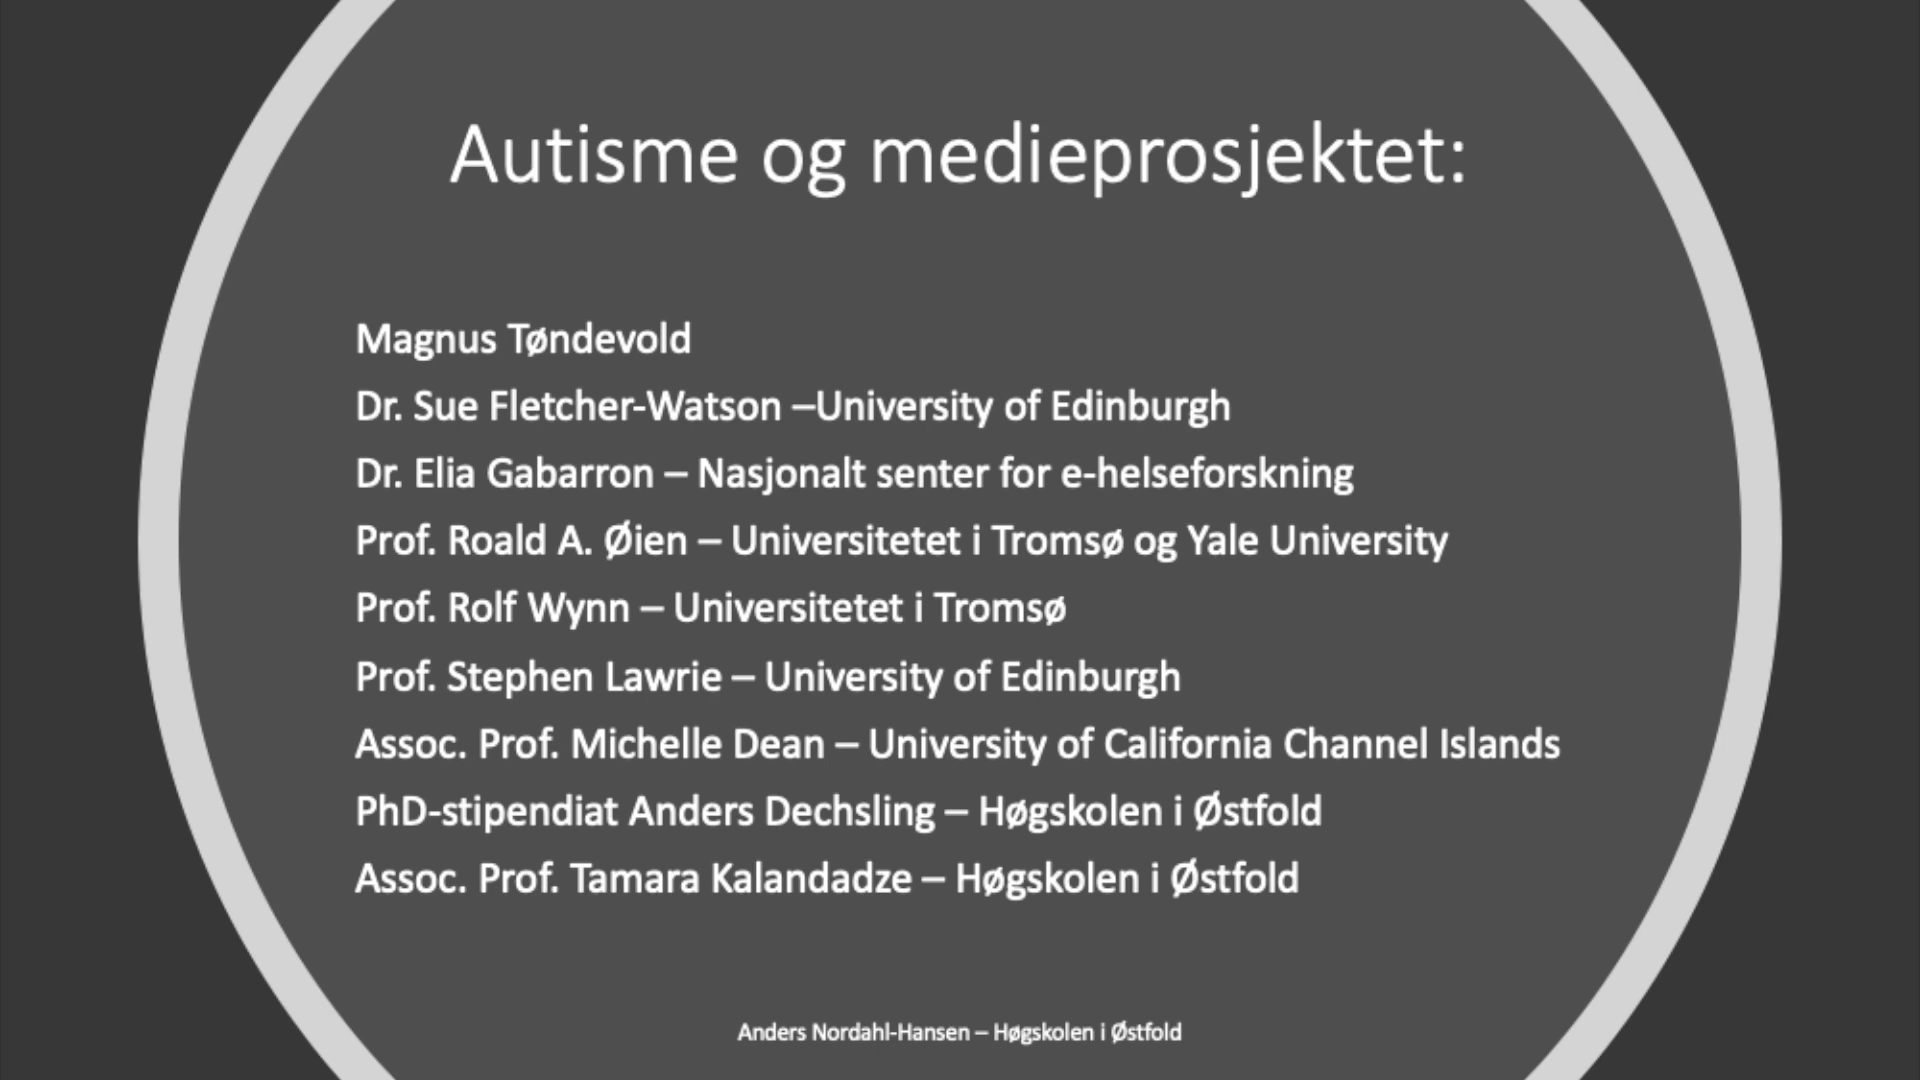 Autisme og medieprosjektet:
Magnus Tøndevold
Dr. Sue Fletcher-Watson –University of Edinburgh
Dr. Elia Gabarron – Nasjonalt senter for e-helseforskning
Prof. Roald A. Øien – Universitetet i Tromsø og Yale University
Prof. Rolf Wynn – Universitetet i Tromsø
Prof. Stephen Lawrie – University of Edinburgh
Assoc. Prof. Michelle Dean – University of California Channel Islands
PhD-stipendiat Anders Dechsling – Høgskolen i Østfold
Assoc. Prof. Tamara Kalandadze – Høgskolen i Østfold
Anders Nordahl-Hansen – Høgskolen i Østfold